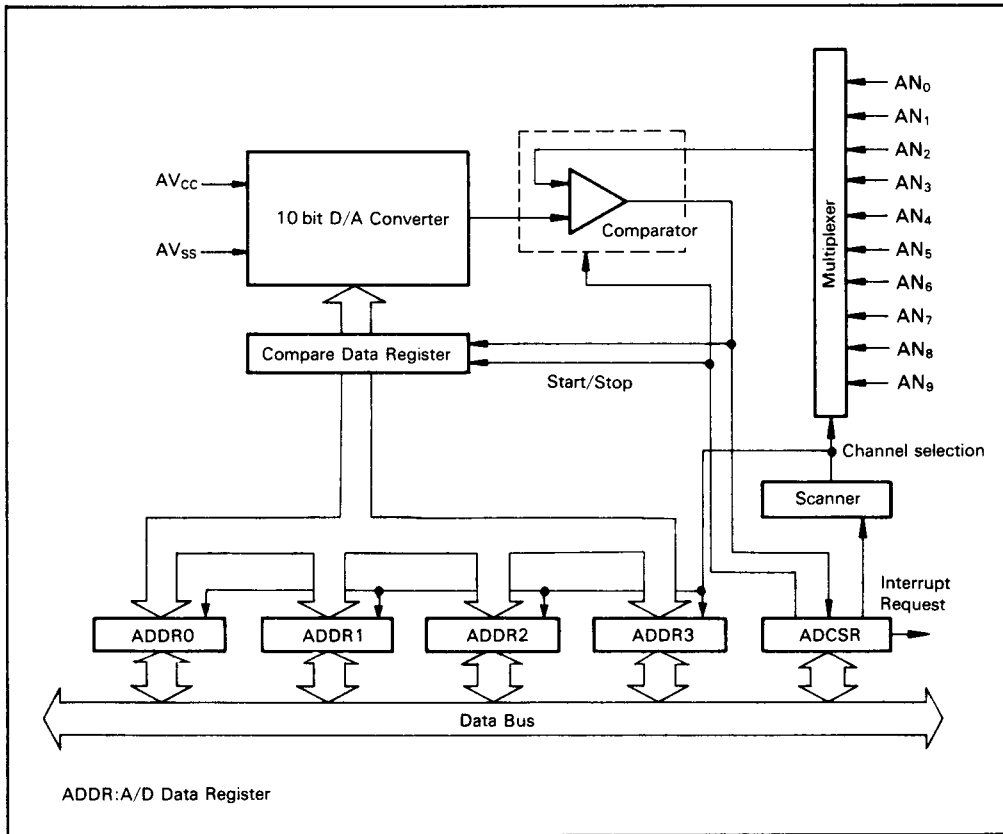 AN₀
AN₁
AN₂
AN₃
AN₄
AN₅
AN₆
AN₇
AN₈
AN₉
Multiplexer
AVCC
AVSS
10 bit D/A Converter
Comparator
Compare Data Register
Start/Stop
Channel selection
Scanner
Interrupt
Request
ADDR0
ADDR1
ADDR2
ADDR3
ADCSR
Data Bus
ADDR:A/D Data Register